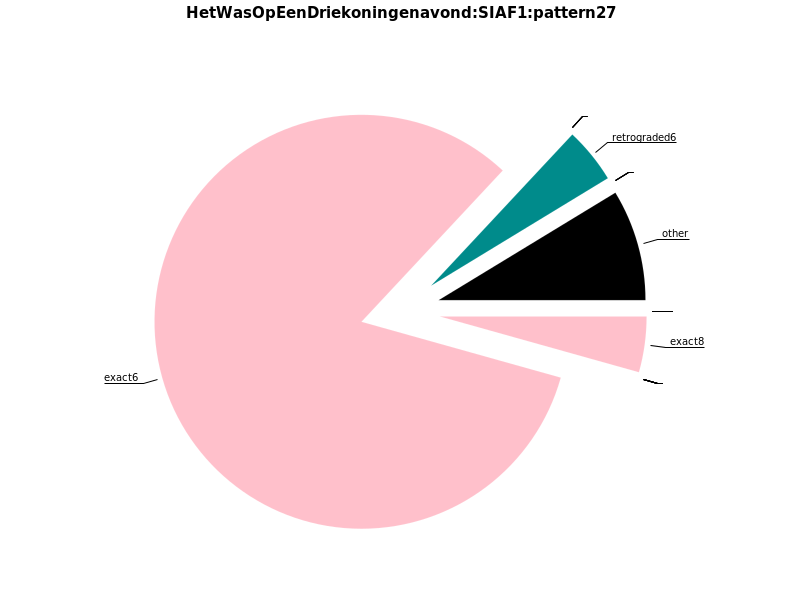 HetWasOpEenDriekoningenavond:SIAF1:pattern27
retrograded6
other
exact8
exact6